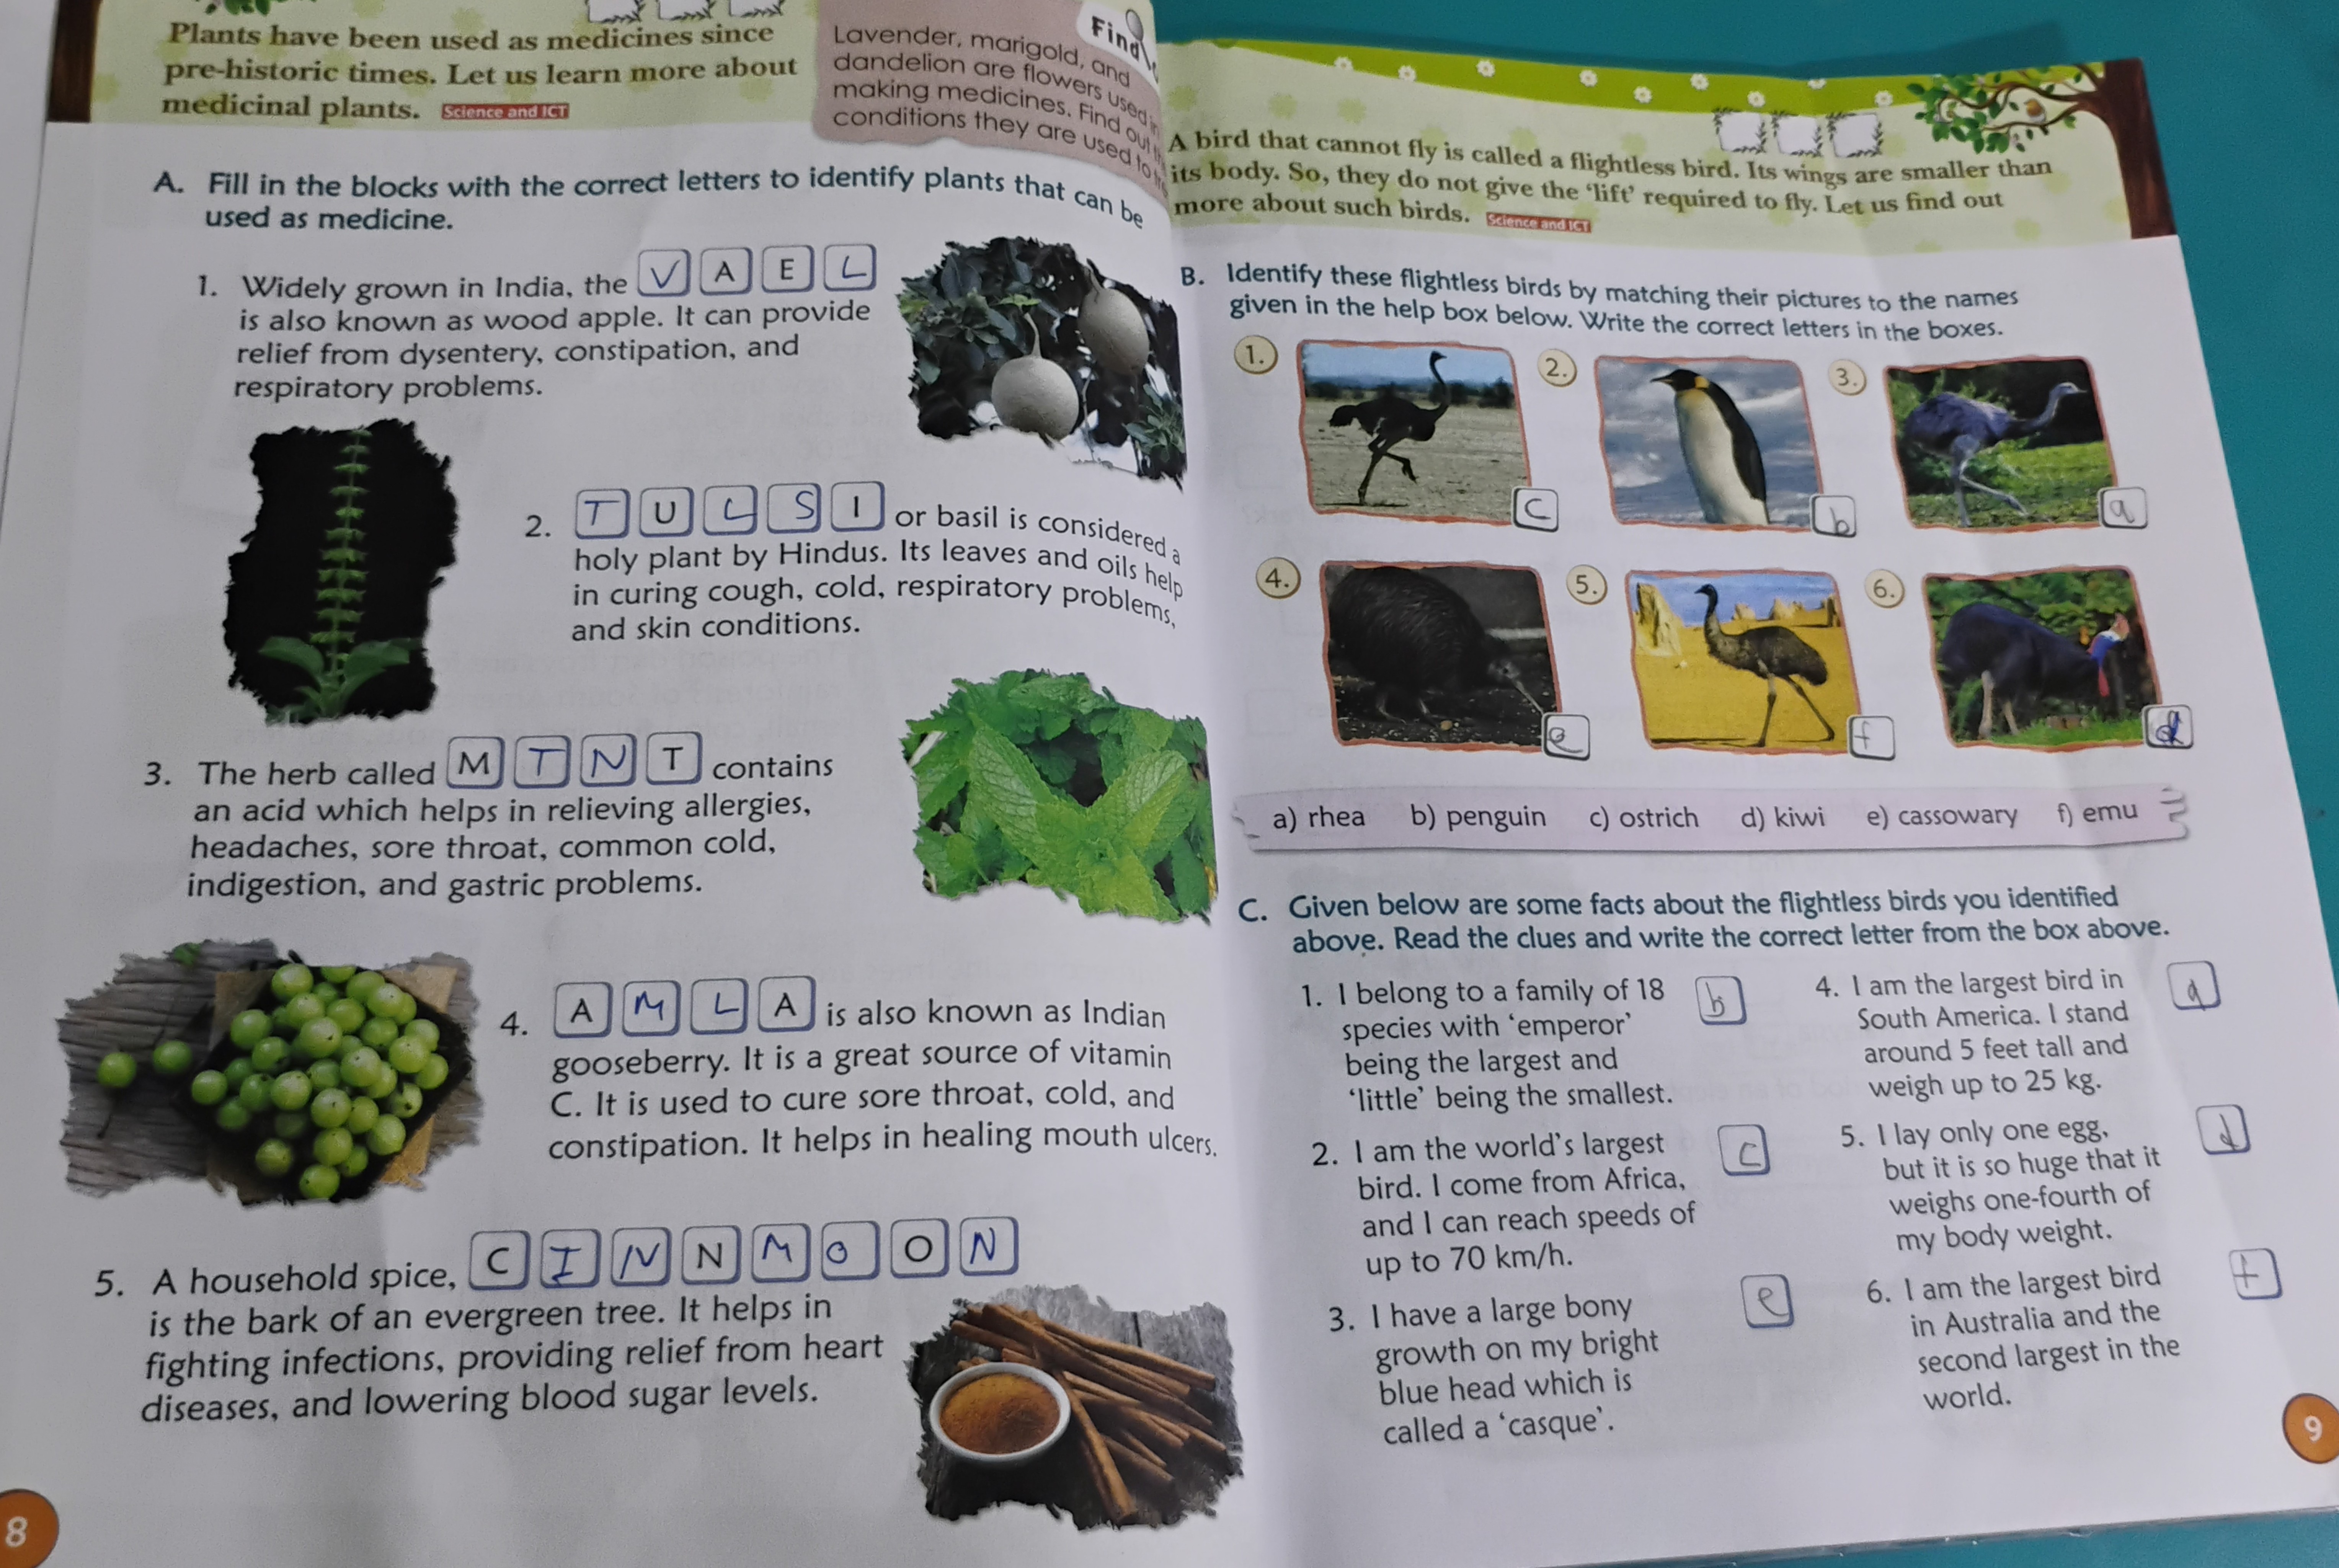 Plants have been used as medicines since
pre-historic times. Let us learn more about
medicinal plants. Science and ICT
Find
Lavender, marigold, and
dandelion are flowers used in
making medicines. Find out
conditions they are used to
A. Fill in the blocks with the correct letters to identify plants that can be
used as medicine.
1. Widely grown in India, the V A E L
is also known as wood apple. It can provide
relief from dysentery, constipation, and
respiratory problems.
2. T U L S I or basil is considered a
holy plant by Hindus. Its leaves and oils help
in curing cough, cold, respiratory problems,
and skin conditions.
3. The herb called M T N T contains
an acid which helps in relieving allergies,
headaches, sore throat, common cold,
indigestion, and gastric problems.
4. A M L A is also known as Indian
gooseberry. It is a great source of vitamin
C. It is used to cure sore throat, cold, and
constipation. It helps in healing mouth ulcers.
5. A household spice, C I N N M O O N
is the bark of an evergreen tree. It helps in
fighting infections, providing relief from heart
diseases, and lowering blood sugar levels.
8
A bird that cannot fly is called a flightless bird. Its wings are smaller than
its body. So, they do not give the ‘lift’ required to fly. Let us find out
more about such birds. Science and ICT
B. Identify these flightless birds by matching their pictures to the names
given in the help box below. Write the correct letters in the boxes.
1. 2. 3.
c b a
4. 5. 6.
e f d
a) rhea b) penguin c) ostrich d) kiwi e) cassowary f) emu
C. Given below are some facts about the flightless birds you identified
above. Read the clues and write the correct letter from the box above.
1. I belong to a family of 18 b
species with ‘emperor’
being the largest and
‘little’ being the smallest.
2. I am the world’s largest c
bird. I come from Africa,
and I can reach speeds of
up to 70 km/h.
3. I have a large bony e
growth on my bright
blue head which is
called a ‘casque’.
4. I am the largest bird in a
South America. I stand
around 5 feet tall and
weigh up to 25 kg.
5. I lay only one egg, d
but it is so huge that it
weighs one-fourth of
my body weight.
6. I am the largest bird f
in Australia and the
second largest in the
world.
9